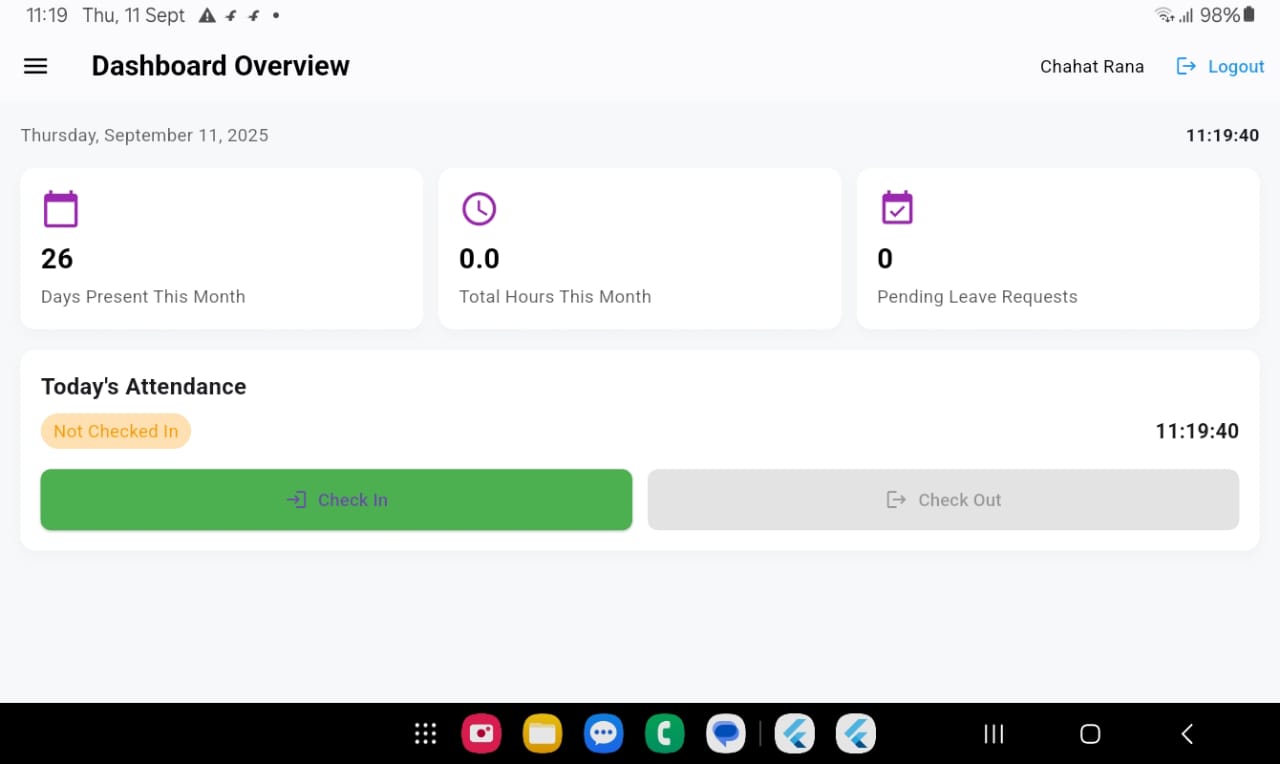 11:19 Thu, 11 Sept 98%
Dashboard Overview Chahat Rana Logout
Thursday, September 11, 2025 11:19:40
26 0.0 0
Days Present This Month Total Hours This Month Pending Leave Requests
Today's Attendance
Not Checked In 11:19:40
Check In Check Out